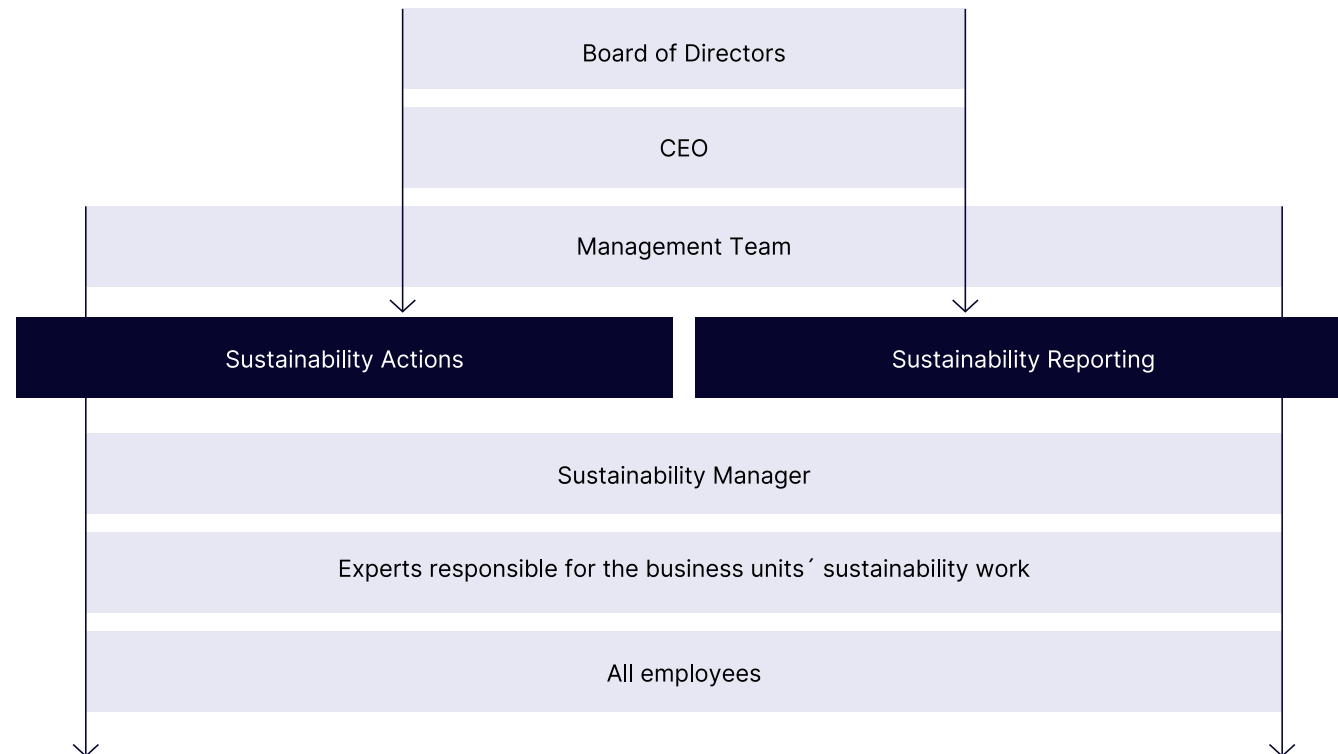 Board of Directors
CEO
Management Team
Sustainability Actions
Sustainability Reporting
Sustainability Manager
Experts responsible for the business units´ sustainability work
All employees